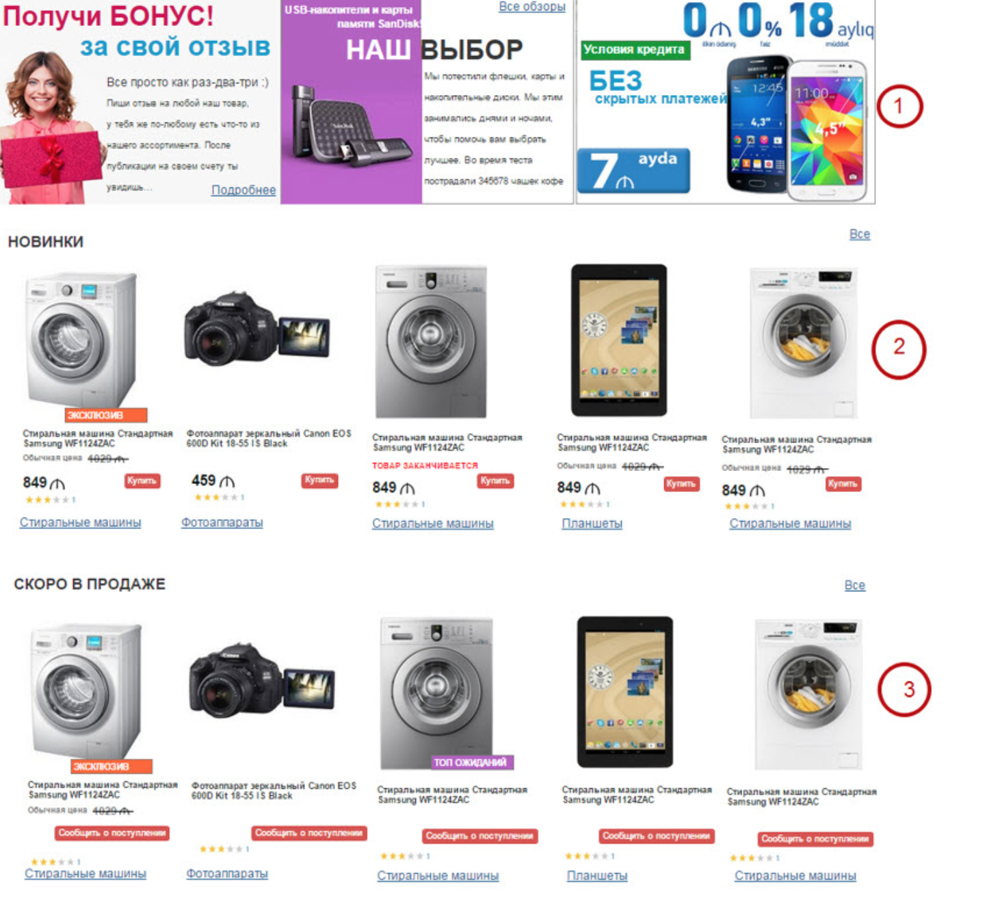 Получи БОНУС!
за свой отзыв
Все просто как раз-два-три :)
Пиши отзыв на любой наш товар,
у тебя же по-любому есть что-то из
нашего ассортимента. После
публикации на своем счету ты
увидишь...
Подробнее
USB-накопители и карты
памяти SanDisk!
Все обзоры
НАШ ВЫБОР
Мы потестили флешки, карты и
накопительные диски. Мы этим
занимались днями и ночами,
чтобы помочь вам выбрать
лучшее. Во время теста
пострадали 345678 чашек кофе
SanDisk
0 ₼ 0 % 18 aylıq
ilkin ödəniş faiz müddət
Условия кредита
БЕЗ
скрытых платежей
SAMSUNG
12:45
4,3"
11:00
4,5"
7 ₼ ayda
1
НОВИНКИ
Все
Canon
2
ЭКСКЛЮЗИВ
Стиральная машина Стандартная
Samsung WF1124ZAC
Обычная цена 1029 ₼
849 ₼
Купить
1
Стиральные машины
Фотоаппарат зеркальный Canon EOS
600D Kit 18-55 IS Black
459 ₼
Купить
1
Фотоаппараты
Стиральная машина Стандартная
Samsung WF1124ZAC
ТОВАР ЗАКАНЧИВАЕТСЯ
849 ₼
Купить
1
Стиральные машины
Стиральная машина Стандартная
Samsung WF1124ZAC
Обычная цена 1029 ₼
849 ₼
Купить
1
Планшеты
Стиральная машина Стандартная
Samsung WF1124ZAC
Обычная цена 1029 ₼
849 ₼
Купить
1
Стиральные машины
СКОРО В ПРОДАЖЕ
Все
Canon
3
ЭКСКЛЮЗИВ
Стиральная машина Стандартная
Samsung WF1124ZAC
Обычная цена 1029 ₼
Сообщить о поступлении
1
Стиральные машины
Фотоаппарат зеркальный Canon EOS
600D Kit 18-55 IS Black
Сообщить о поступлении
1
Фотоаппараты
ТОП ОЖИДАНИЙ
Стиральная машина Стандартная
Samsung WF1124ZAC
Сообщить о поступлении
1
Стиральные машины
Стиральная машина Стандартная
Samsung WF1124ZAC
Сообщить о поступлении
1
Планшеты
Стиральная машина Стандартная
Samsung WF1124ZAC
Сообщить о поступлении
1
Стиральные машины